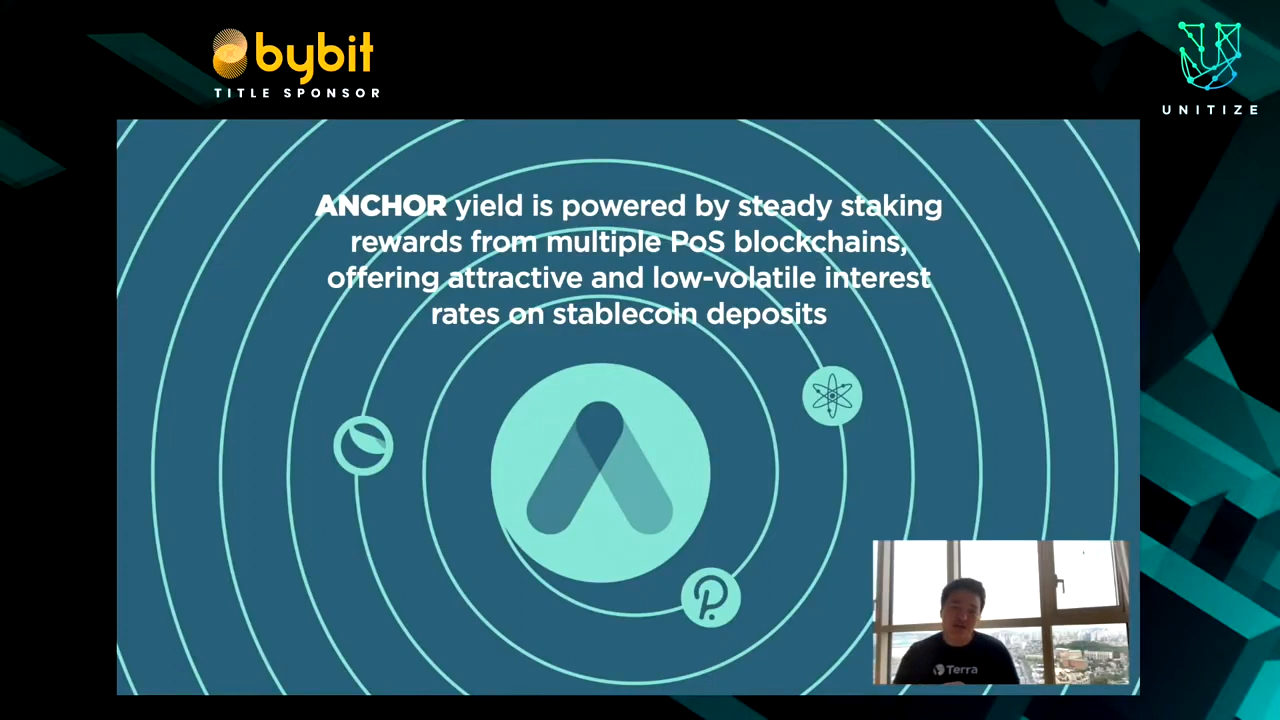 bybit
TITLE SPONSOR
UNITIZE
ANCHOR yield is powered by steady staking
rewards from multiple PoS blockchains,
offering attractive and low-volatile interest
rates on stablecoin deposits
Terra